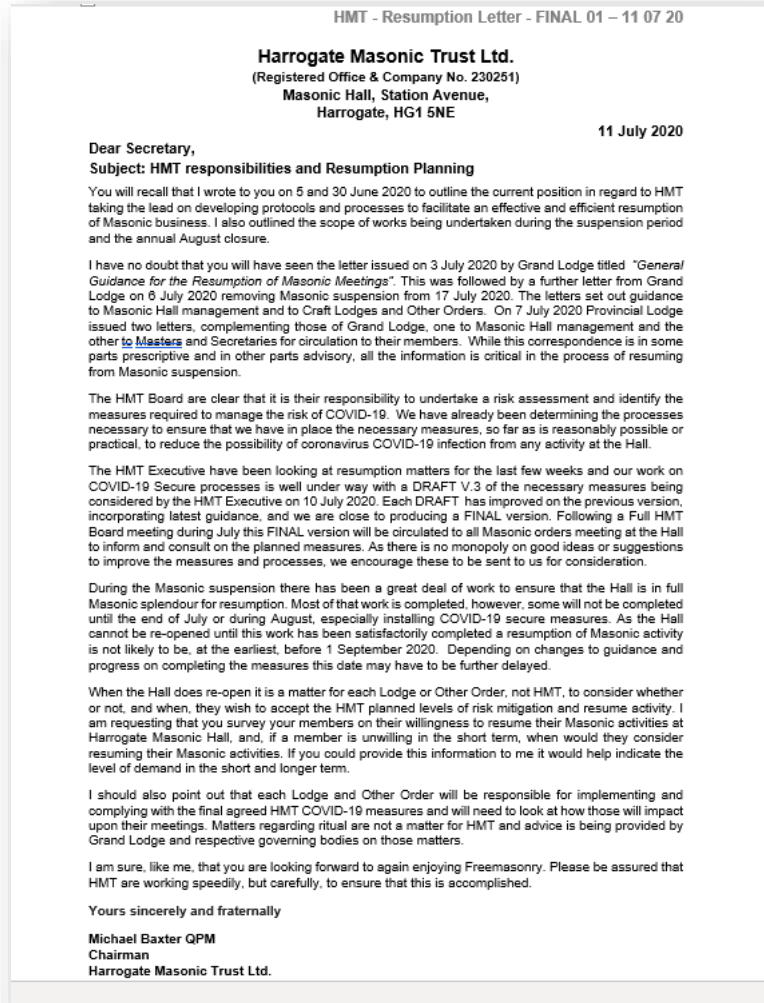 HMT - Resumption Letter - FINAL 01 – 11 07 20
Harrogate Masonic Trust Ltd.
(Registered Office & Company No. 230251)
Masonic Hall, Station Avenue,
Harrogate, HG1 5NE
11 July 2020
Dear Secretary,
Subject: HMT responsibilities and Resumption Planning
You will recall that I wrote to you on 5 and 30 June 2020 to outline the current position in regard to HMT
taking the lead on developing protocols and processes to facilitate an effective and efficient resumption
of Masonic business. I also outlined the scope of works being undertaken during the suspension period
and the annual August closure.
I have no doubt that you will have seen the letter issued on 3 July 2020 by Grand Lodge titled "General
Guidance for the Resumption of Masonic Meetings". This was followed by a further letter from Grand
Lodge on 6 July 2020 removing Masonic suspension from 17 July 2020. The letters set out guidance
to Masonic Hall management and to Craft Lodges and Other Orders. On 7 July 2020 Provincial Lodge
issued two letters, complementing those of Grand Lodge, one to Masonic Hall management and the
other to Masters and Secretaries for circulation to their members. While this correspondence is in some
parts prescriptive and in other parts advisory, all the information is critical in the process of resuming
from Masonic suspension.
The HMT Board are clear that it is their responsibility to undertake a risk assessment and identify the
measures required to manage the risk of COVID-19. We have already been determining the processes
necessary to ensure that we have in place the necessary measures, so far as is reasonably possible or
practical, to reduce the possibility of coronavirus COVID-19 infection from any activity at the Hall.
The HMT Executive have been looking at resumption matters for the last few weeks and our work on
COVID-19 Secure processes is well under way with a DRAFT V.3 of the necessary measures being
considered by the HMT Executive on 10 July 2020. Each DRAFT has improved on the previous version,
incorporating latest guidance, and we are close to producing a FINAL version. Following a Full HMT
Board meeting during July this FINAL version will be circulated to all Masonic orders meeting at the Hall
to inform and consult on the planned measures. As there is no monopoly on good ideas or suggestions
to improve the measures and processes, we encourage these to be sent to us for consideration.
During the Masonic suspension there has been a great deal of work to ensure that the Hall is in full
Masonic splendour for resumption. Most of that work is completed, however, some will not be completed
until the end of July or during August, especially installing COVID-19 secure measures. As the Hall
cannot be re-opened until this work has been satisfactorily completed a resumption of Masonic activity
is not likely to be, at the earliest, before 1 September 2020. Depending on changes to guidance and
progress on completing the measures this date may have to be further delayed.
When the Hall does re-open it is a matter for each Lodge or Other Order, not HMT, to consider whether
or not, and when, they wish to accept the HMT planned levels of risk mitigation and resume activity. I
am requesting that you survey your members on their willingness to resume their Masonic activities at
Harrogate Masonic Hall, and, if a member is unwilling in the short term, when would they consider
resuming their Masonic activities. If you could provide this information to me it would help indicate the
level of demand in the short and longer term.
I should also point out that each Lodge and Other Order will be responsible for implementing and
complying with the final agreed HMT COVID-19 measures and will need to look at how those will impact
upon their meetings. Matters regarding ritual are not a matter for HMT and advice is being provided by
Grand Lodge and respective governing bodies on those matters.
I am sure, like me, that you are looking forward to again enjoying Freemasonry. Please be assured that
HMT are working speedily, but carefully, to ensure that this is accomplished.
Yours sincerely and fraternally
Michael Baxter QPM
Chairman
Harrogate Masonic Trust Ltd.